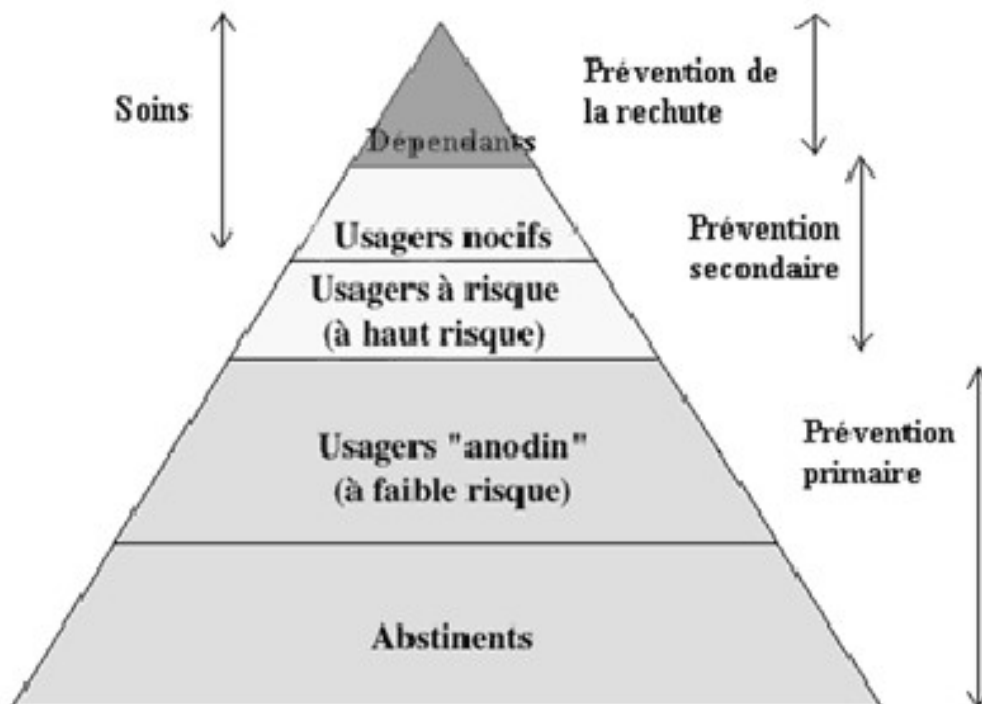 Soins
Prévention de
la rechute
Dépendants
Usagers nocifs
Prévention
secondaire
Usagers à risque
(à haut risque)
Usagers "anodin"
(à faible risque)
Prévention
primaire
Abstinents